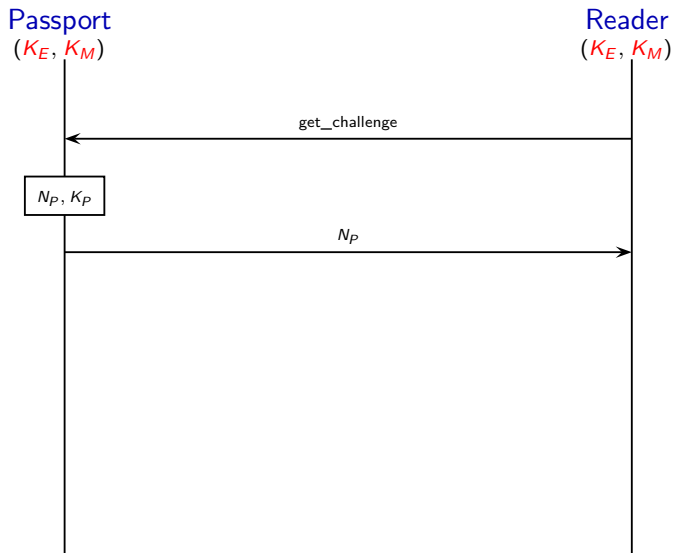 Passport Reader
(K_E, K_M) (K_E, K_M)
get_challenge
N_P, K_P
N_P